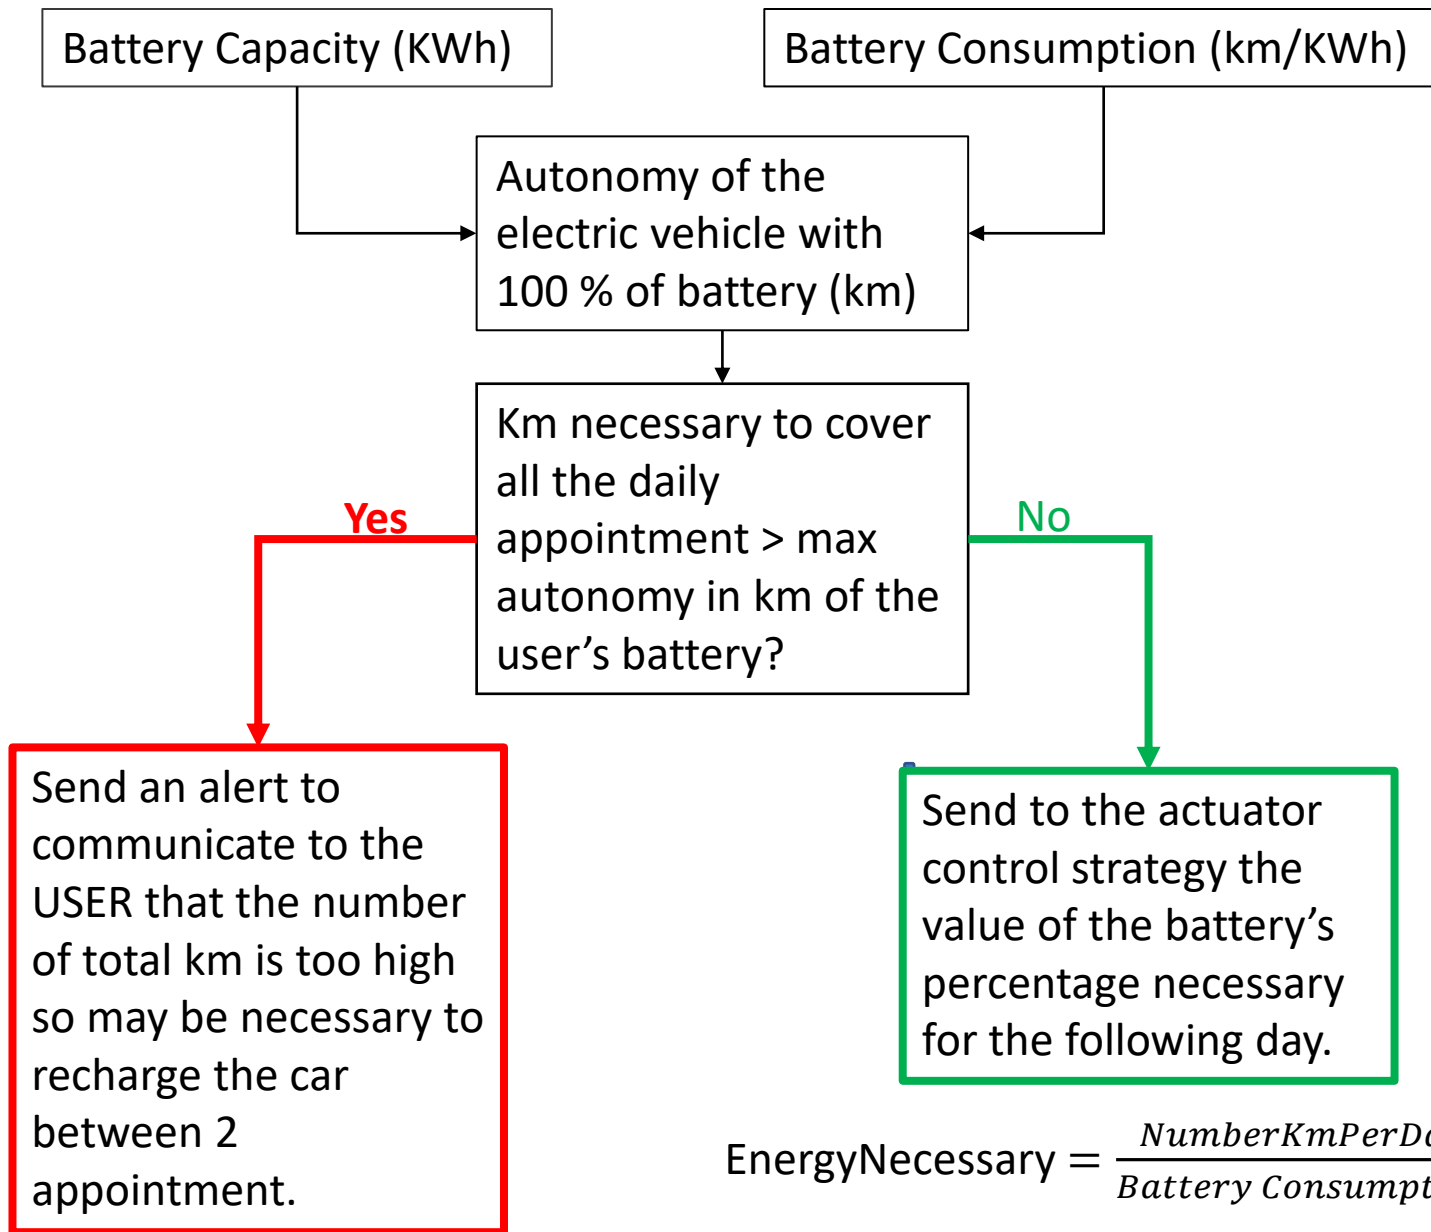 Battery Capacity (KWh)
Battery Consumption (km/KWh)
Autonomy of the
electric vehicle with
100 % of battery (km)
Km necessary to cover
all the daily
appointment > max
autonomy in km of the
user’s battery?
Yes
No
Send an alert to
communicate to the
USER that the number
of total km is too high
so may be necessary to
recharge the car
between 2
appointment.
Send to the actuator
control strategy the
value of the battery’s
percentage necessary
for the following day.
EnergyNecessary =
NumberKmPerDa
Battery Consumpt